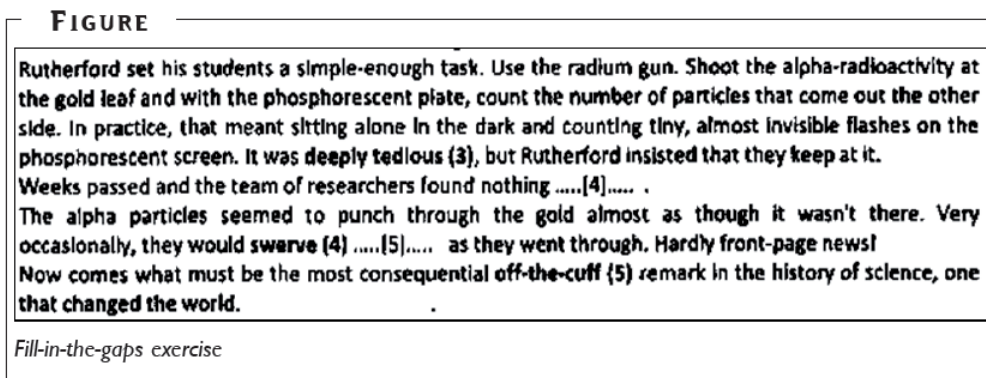 FIGURE
Rutherford set his students a simple-enough task. Use the radium gun. Shoot the alpha-radioactivity at
the gold leaf and with the phosphorescent plate, count the number of particles that come out the other
side. In practice, that meant sitting alone in the dark and counting tiny, almost invisible flashes on the
phosphorescent screen. It was deeply tedious (3), but Rutherford insisted that they keep at it.
Weeks passed and the team of researchers found nothing .....[4]..... .
The alpha particles seemed to punch through the gold almost as though it wasn't there. Very
occasionally, they would swerve (4) .....[5]..... as they went through. Hardly front-page news!
Now comes what must be the most consequential off-the-cuff (5) remark in the history of science, one
that changed the world.
Fill-in-the-gaps exercise